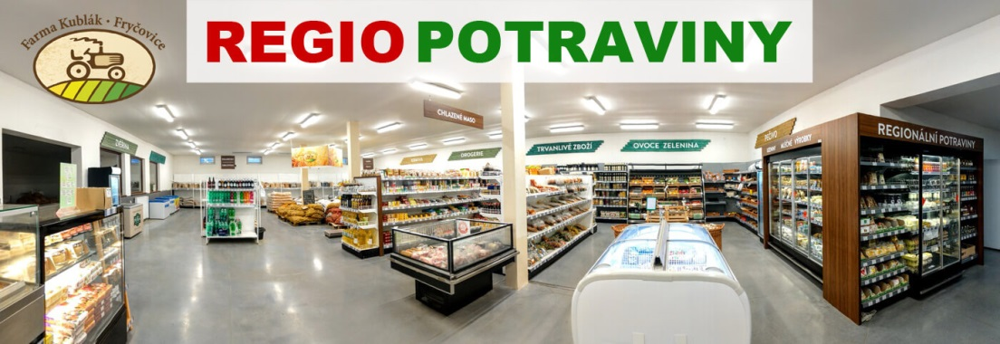 Farma Kublák • Fryčovice
REGIO POTRAVINY
CHLAZENÉ MASO
DROGERIE
TRVANLIVÉ ZBOŽÍ
OVOCE ZELENINA
PEČIVO
MLÉČNÉ VÝROBKY
REGIONÁLNÍ POTRAVINY